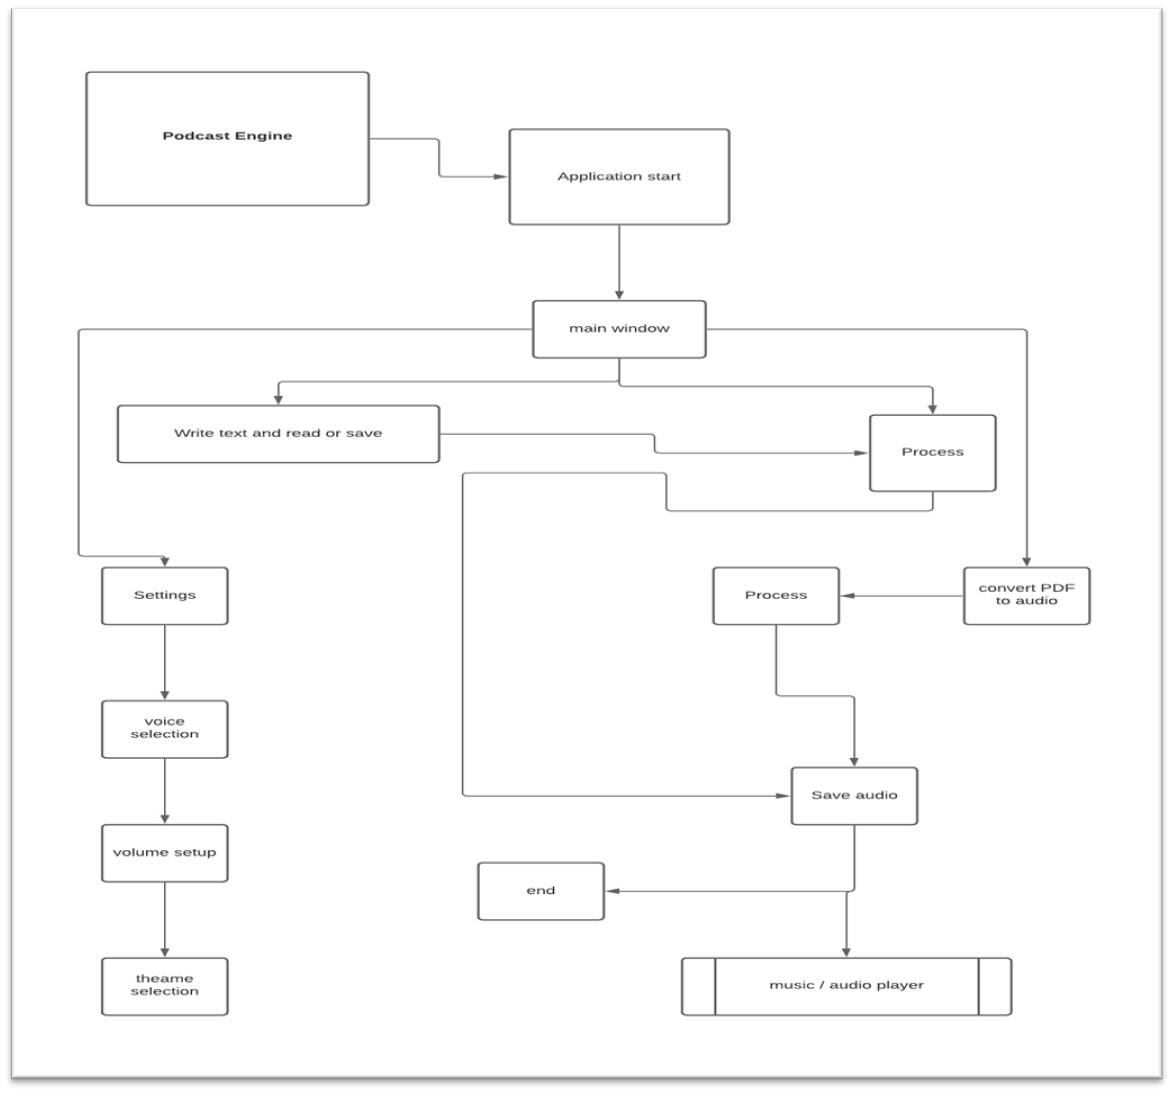 Podcast Engine
Application start
main window
Write text and read or save
Process
Settings
Process
convert PDF
to audio
voice
selection
Save audio
volume setup
end
theame
selection
music / audio player